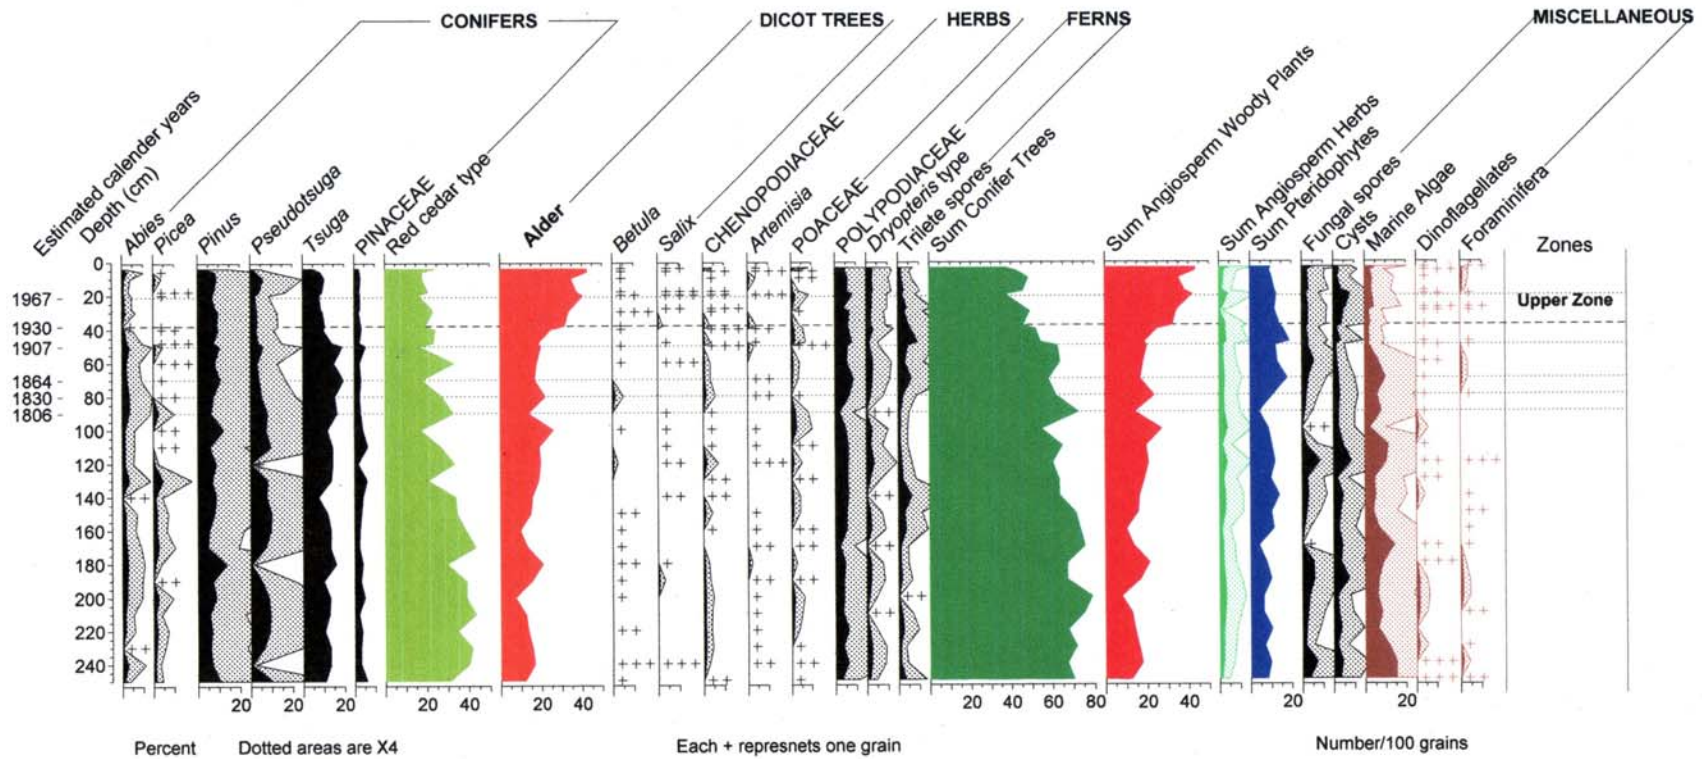 CONIFERS DICOT TREES HERBS FERNS MISCELLANEOUS
Estimated calender years
Depth (cm)
Abies
Picea
Pinus
Pseudotsuga
Tsuga
PINACEAE
Red cedar type
Alder
Betula
Salix
CHENOPODIACEAE
Artemisia
POACEAE
POLYPODIACEAE
Dryopteris type
Trilete spores
Sum Conifer Trees
Sum Angiosperm Woody Plants
Sum Angiosperm Herbs
Sum Pteridophytes
Fungal spores
Cysts
Marine Algae
Dinoflagellates
Foraminifera
Zones
0
1967 20 Upper Zone
1930 40
1907
60
1864
1830 80
1806
100
120
140
160
180
200
220
240
20 20 20 20 40 20 40 20 40 60 80 20 40 20 20
Percent Dotted areas are X4 Each + represnets one grain Number/100 grains